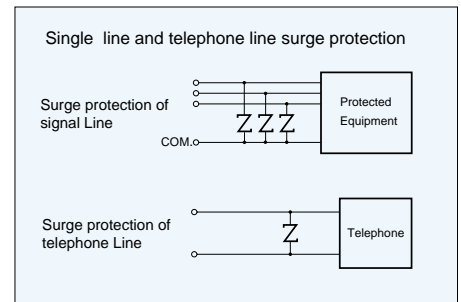 Single line and telephone line surge protection
Surge protection of
signal Line
Protected
Equipment
COM.
Surge protection of
telephone Line
Telephone